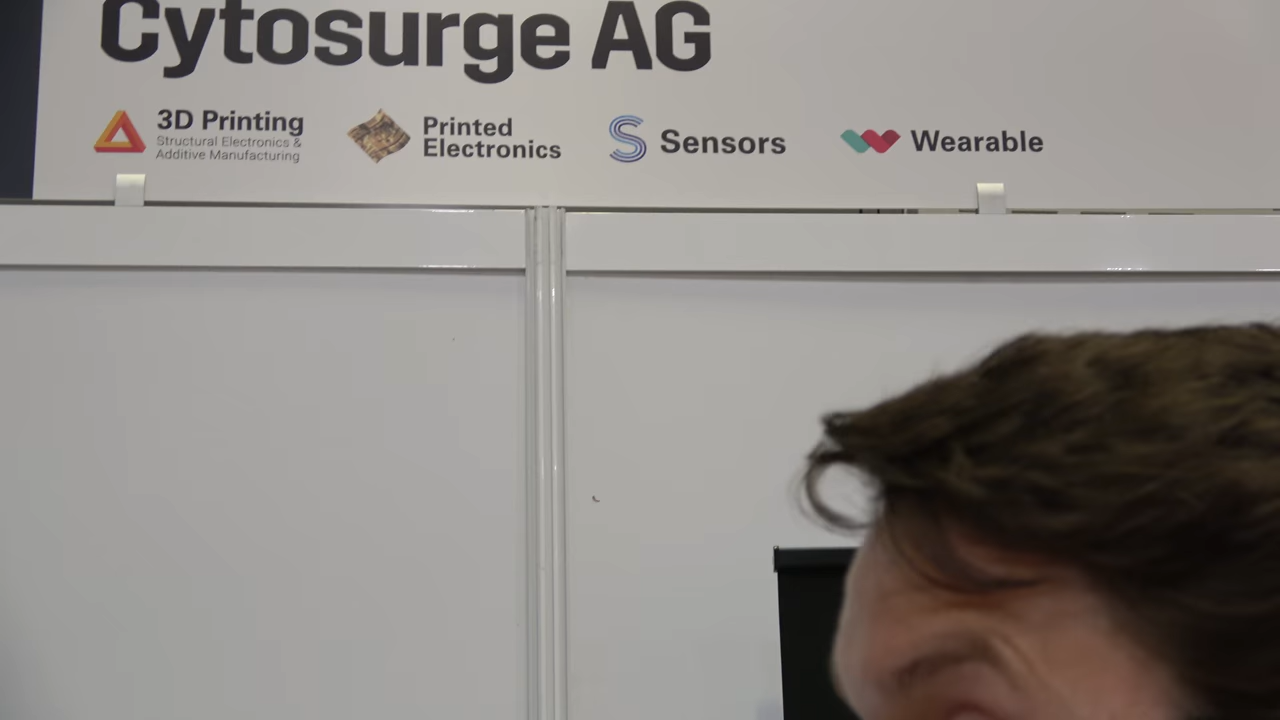 Cytosurge AG
3D Printing
Structural Electronics &
Additive Manufacturing
Printed
Electronics
Sensors
Wearable